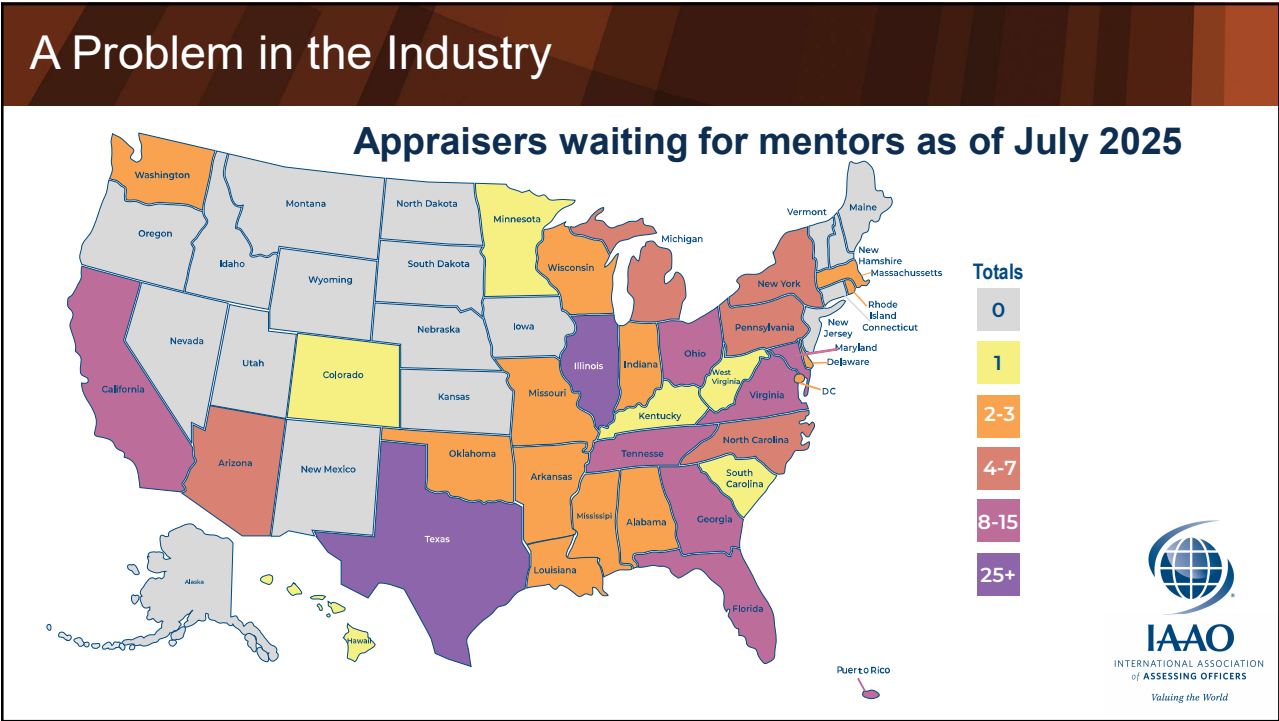 A Problem in the Industry
Appraisers waiting for mentors as of July 2025
Washington
Montana
North Dakota
Minnesota
Vermont
Maine
Oregon
Idaho
Wyoming
South Dakota
Wisconsin
Michigan
New York
New
Hamshire
Massachussetts
Rhode
Island
Connecticut
Nevada
Utah
Colorado
Nebraska
Iowa
Illinois
Indiana
Ohio
Pennsylvania
New
Jersey
Maryland
Delaware
DC
California
Kansas
Missouri
Kentucky
West
Virginia
Virginia
Arizona
New Mexico
Oklahoma
Arkansas
Tennesse
North Carolina
South
Carolina
Texas
Louisiana
Mississipi
Alabama
Georgia
Florida
Alaska
Hawaii
Puerto Rico
Totals
0
1
2-3
4-7
8-15
25+
IAAO
INTERNATIONAL ASSOCIATION
of ASSESSING OFFICERS
Valuing the World